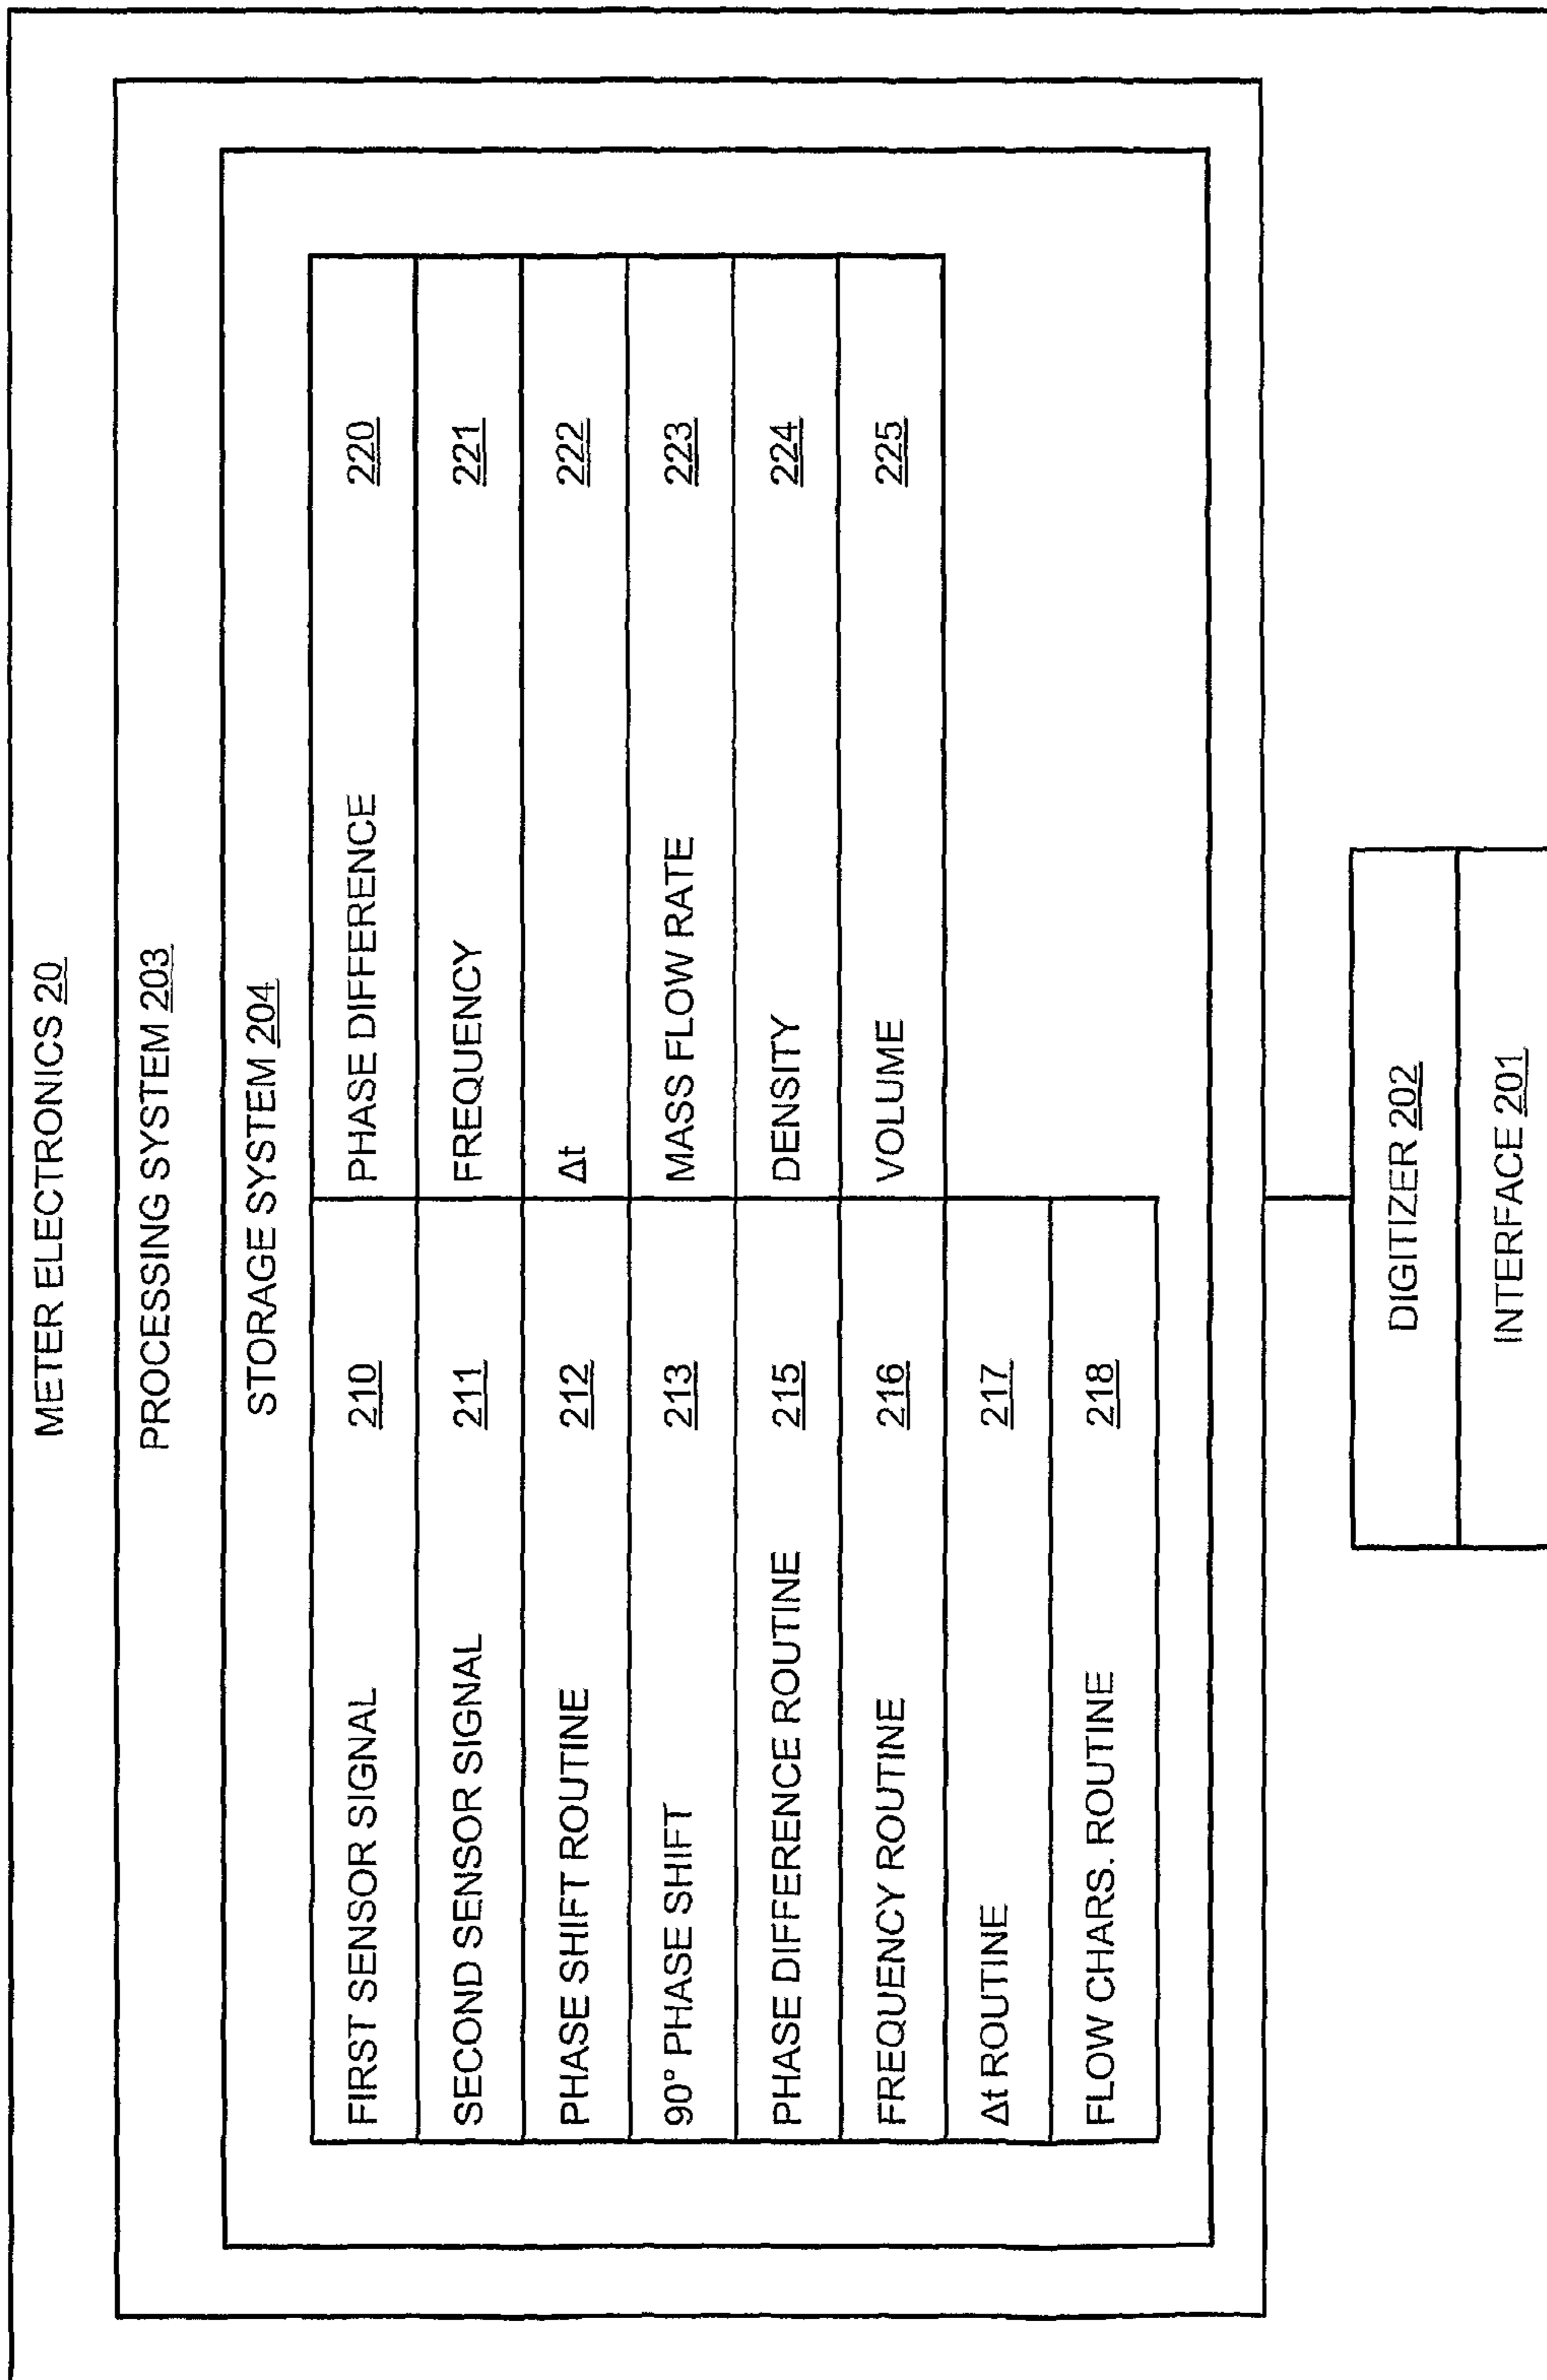 METER ELECTRONICS 20
PROCESSING SYSTEM 203
STORAGE SYSTEM 204
FIRST SENSOR SIGNAL 210
SECOND SENSOR SIGNAL 211
PHASE SHIFT ROUTINE 212
90° PHASE SHIFT 213
PHASE DIFFERENCE ROUTINE 215
FREQUENCY ROUTINE 216
Δt ROUTINE 217
FLOW CHARS. ROUTINE 218
PHASE DIFFERENCE 220
FREQUENCY 221
Δt 222
MASS FLOW RATE 223
DENSITY 224
VOLUME 225
DIGITIZER 202
INTERFACE 201